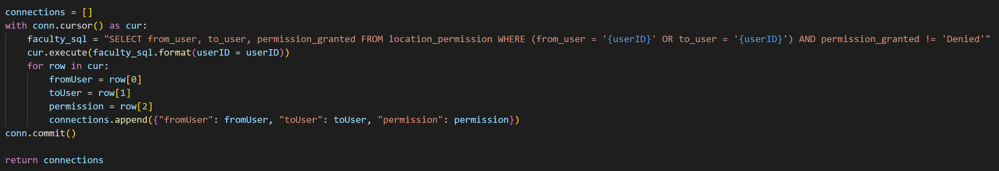 connections = []
with conn.cursor() as cur:
    faculty_sql = "SELECT from_user, to_user, permission_granted FROM location_permission WHERE (from_user = '{userID}' OR to_user = '{userID}') AND permission_granted != 'Denied'"
    cur.execute(faculty_sql.format(userID = userID))
    for row in cur:
        fromUser = row[0]
        toUser = row[1]
        permission = row[2]
        connections.append({"fromUser": fromUser, "toUser": toUser, "permission": permission})
conn.commit()

return connections